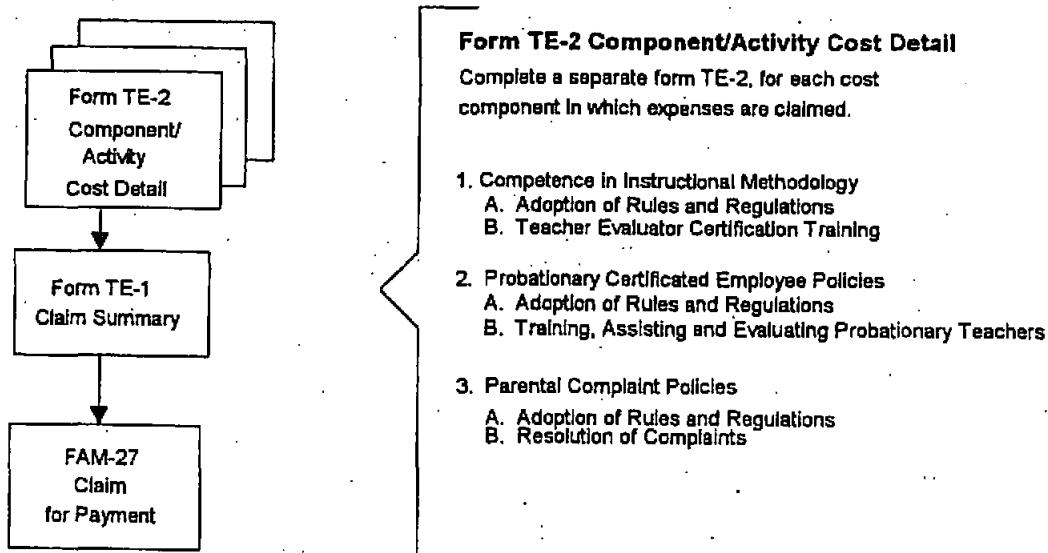 Form TE-2
Component/
Activity
Cost Detail
Form TE-1
Claim Summary
FAM-27
Claim
for Payment
Form TE-2 Component/Activity Cost Detail
Complete a separate form TE-2, for each cost
component in which expenses are claimed.
1. Competence in Instructional Methodology
A. Adoption of Rules and Regulations
B. Teacher Evaluator Certification Training
2. Probationary Certificated Employee Policies
A. Adoption of Rules and Regulations
B. Training, Assisting and Evaluating Probationary Teachers
3. Parental Complaint Policies
A. Adoption of Rules and Regulations
B. Resolution of Complaints